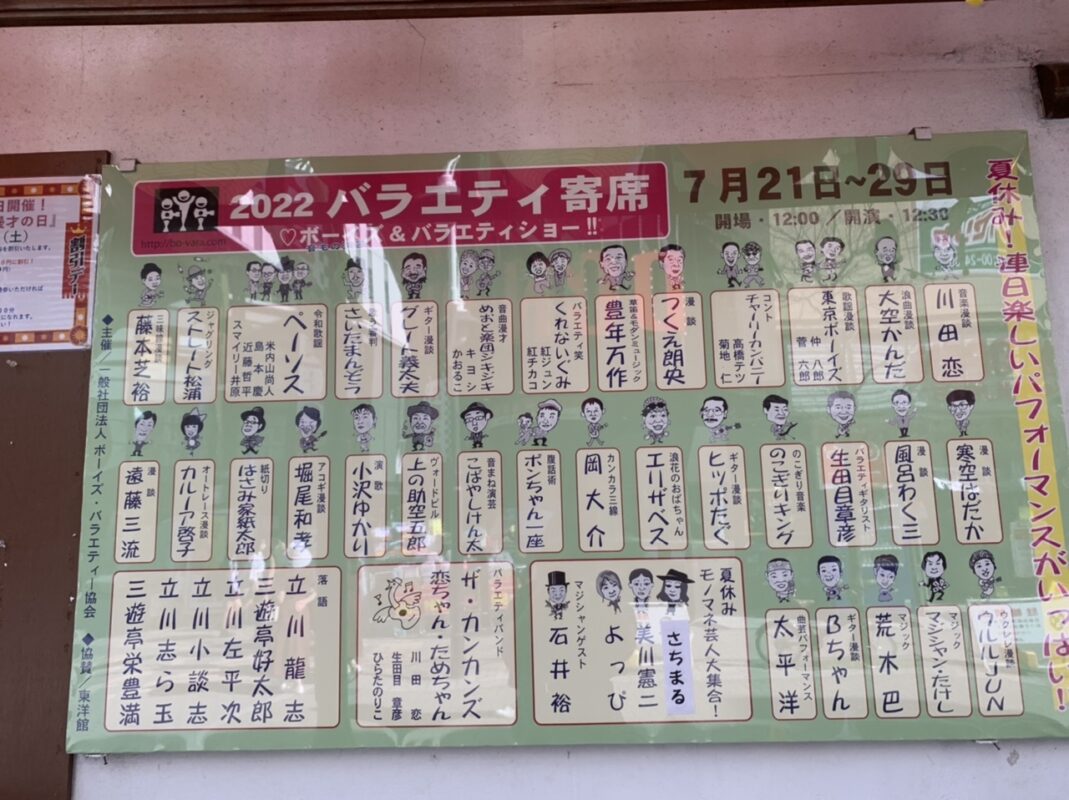 2022 バラエティ寄席
♡ボーイズ&バラエティショー!!
http://bo-vara.com
7月21日~29日
開場・12:00／開演・12:30
夏休み!連日楽しいパフォーマンスがいっぱい!
音楽漫談
川田恋
浪曲漫談
大空かんだ
歌謡漫談
東京ボーイズ
仲八郎
菅六郎
コント
チャーリーカンパニー
高橋テツ
菊地仁
漫談
つくえ朗央
草笛&モダンミュージック
豊年万作
バラエティ笑
くれないぐみ
紅ジュン
紅チカコ
音曲漫才
めおと楽団ジキジキ
キヨシ
かおるこ
ギター漫談
グレート義太夫
さいたまんぞう
令和歌謡
ペーソス
米内山尚人
島本慶
近藤哲平
スマイリー井原
ジャグリング
ストレート松浦
三味線漫談
藤本芝裕
漫談
寒空はだか
漫談
風呂わく三
バラエティギタリスト
生田目章彦
のこぎり音楽
のこぎりキング
ギター漫談
ヒッポだぐ
浪花のおばちゃん
エリザベス
カンカラ三線
岡大介
腹話術
ボンちゃん一座
音まね演芸
こばやしけん太
ヴォードビル
上の助空五郎
演歌
小沢ゆかり
アコギ漫談
堀尾和孝
紙切り
はさみ家紙太郎
オートレース漫談
カルーア啓子
漫談
遠藤三流
ウクレレ漫談
ウルルJUN
マジック
マジシャンたけし
マジック
荒木巴
ギター漫談
Bちゃん
曲芸パフォーマンス
太平洋
夏休み
モノマネ芸人大集合!
さちまる
美川憲二
よっぴ
マジシャンゲスト
石井裕
バラエティバンド
ザ・カンカンズ
恋ちゃん・ためちゃん
川田恋
生田目章彦
ひらたのりこ
落語
立川龍志
三遊亭好太郎
立川左平次
立川小談志
立川志ら玉
三遊亭栄豊満
◆主催／一般社団法人ボーイズ・バラエティー協会 ◆協賛／東洋館
日開催!
漫才の日』
(土)
割引デー